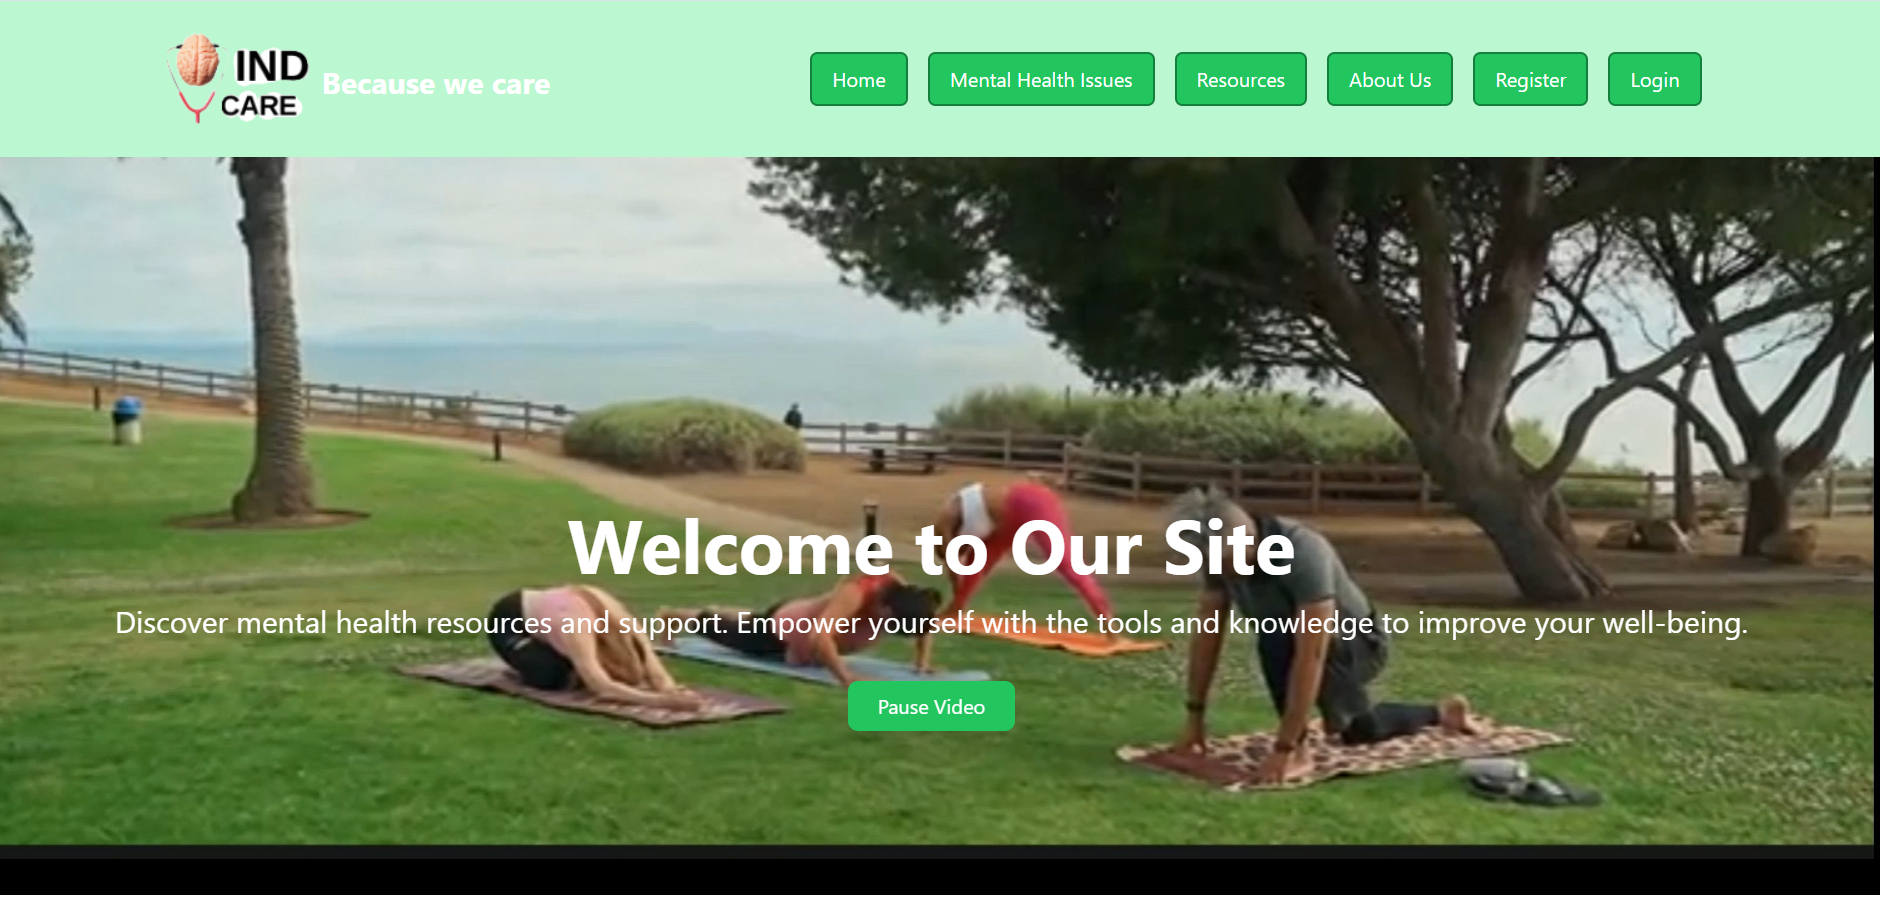 IND
CARE
Because we care
Home
Mental Health Issues
Resources
About Us
Register
Login
Welcome to Our Site
Discover mental health resources and support. Empower yourself with the tools and knowledge to improve your well-being.
Pause Video